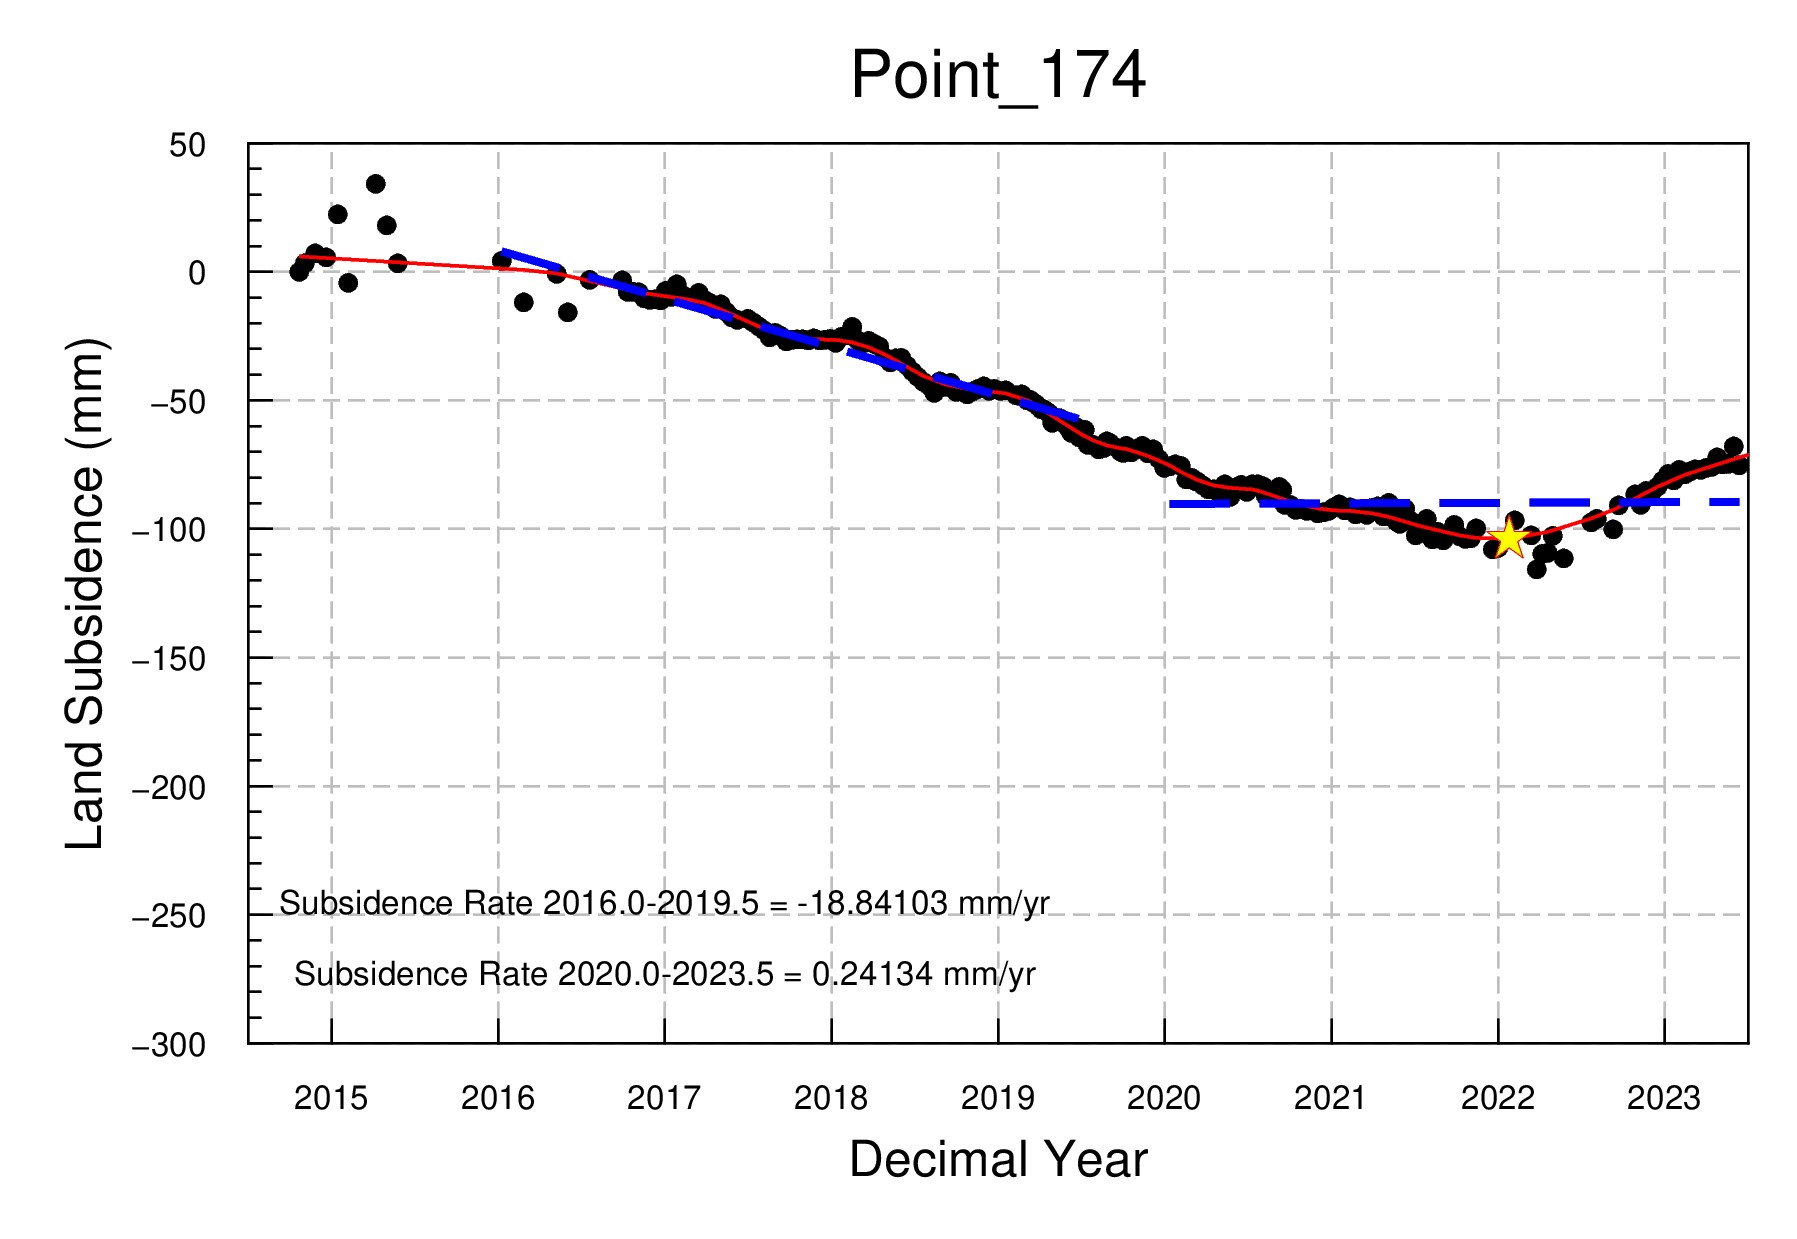 Point_174
50
0
−50
−100
−150
−200
−250
−300
Land Subsidence (mm)
Subsidence Rate 2016.0-2019.5 = -18.84103 mm/yr
Subsidence Rate 2020.0-2023.5 = 0.24134 mm/yr
2015 2016 2017 2018 2019 2020 2021 2022 2023
Decimal Year